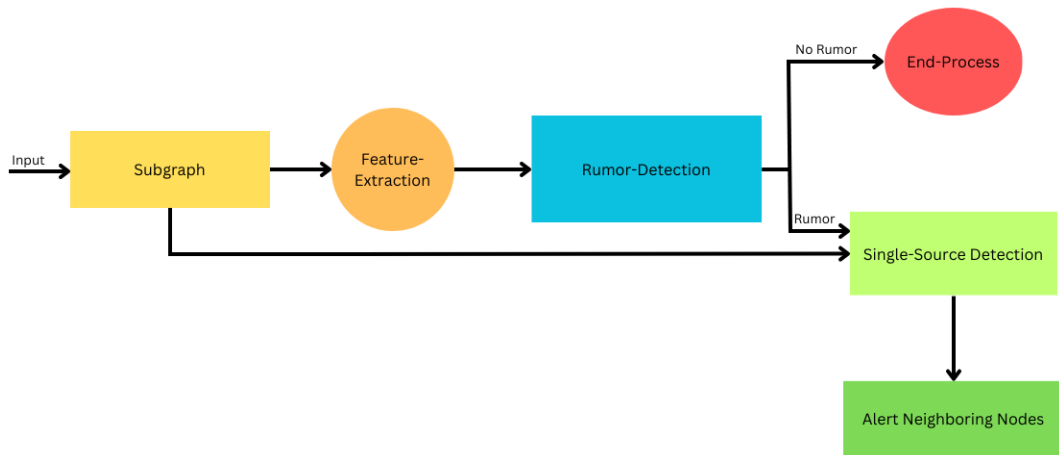 Input
Subgraph
Feature-
Extraction
Rumor-Detection
No Rumor
End-Process
Rumor
Single-Source Detection
Alert Neighboring Nodes